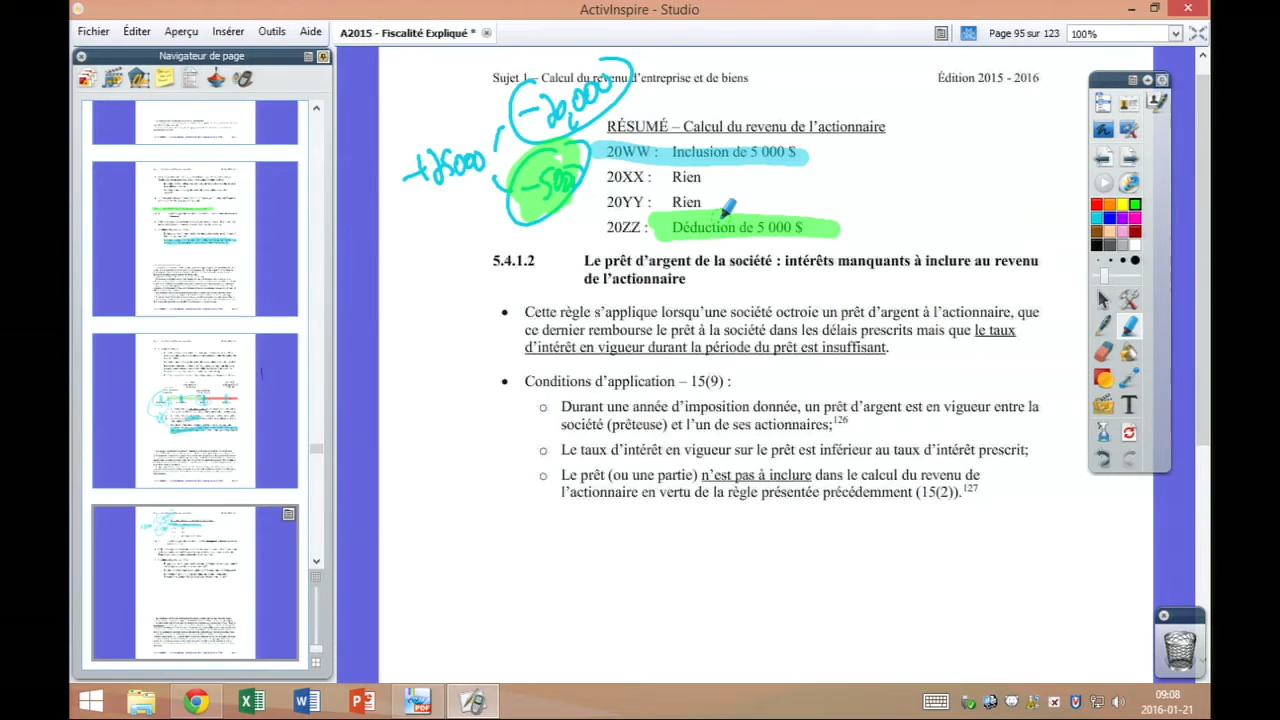 ActivInspire - Studio
Fichier Éditer Aperçu Insérer Outils Aide
A2015 - Fiscalité Expliqué *
Page 95 sur 123
100%
Navigateur de page
Sujet 1 – Calcul du revenu d'entreprise et de biens
Édition 2015 - 2016
-20,000
RÉSUMÉ – Calcul du revenu de l'actionnaire
+25000
20WW : Inclusion de 5 000 $
-5000
20XX : Rien
20YY : Rien
20ZZ : Déduction de 5 000 $
5.4.1.2 Le prêt d'argent de la société : intérêts manquants à inclure au revenu
de l'actionnaire
• Cette règle s'applique lorsqu'une société octroie un prêt d'argent à l'actionnaire, que
ce dernier rembourse le prêt à la société dans les délais prescrits mais que le taux
d'intérêt en vigueur durant la période du prêt est insuffisant.
• Conditions d'application – 15(9) :
o Durant une année d'imposition donnée, un prêt d'argent est en vigueur entre la
société (prêteuse) et l'un de ses actionnaires;126
o Le taux d'intérêt en vigueur sur le prêt est inférieur au taux d'intérêt prescrit;
o Le prêt (ou une partie) n'est pas à inclure dans le calcul du revenu de
l'actionnaire en vertu de la règle présentée précédemment (15(2)).127
09:08
2016-01-21